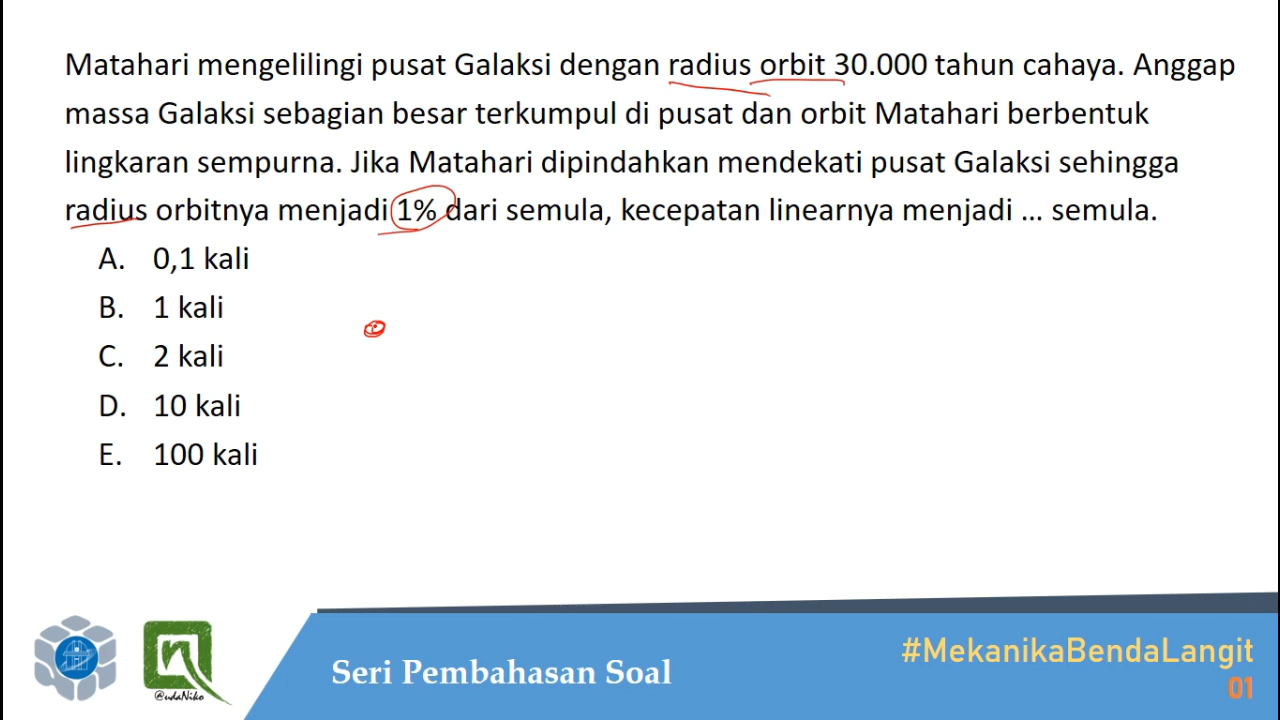 Matahari mengelilingi pusat Galaksi dengan radius orbit 30.000 tahun cahaya. Anggap
massa Galaksi sebagian besar terkumpul di pusat dan orbit Matahari berbentuk
lingkaran sempurna. Jika Matahari dipindahkan mendekati pusat Galaksi sehingga
radius orbitnya menjadi 1% dari semula, kecepatan linearnya menjadi ... semula.
A. 0,1 kali
B. 1 kali
C. 2 kali
D. 10 kali
E. 100 kali
@udaNiko
Seri Pembahasan Soal
#MekanikaBendaLangit
01